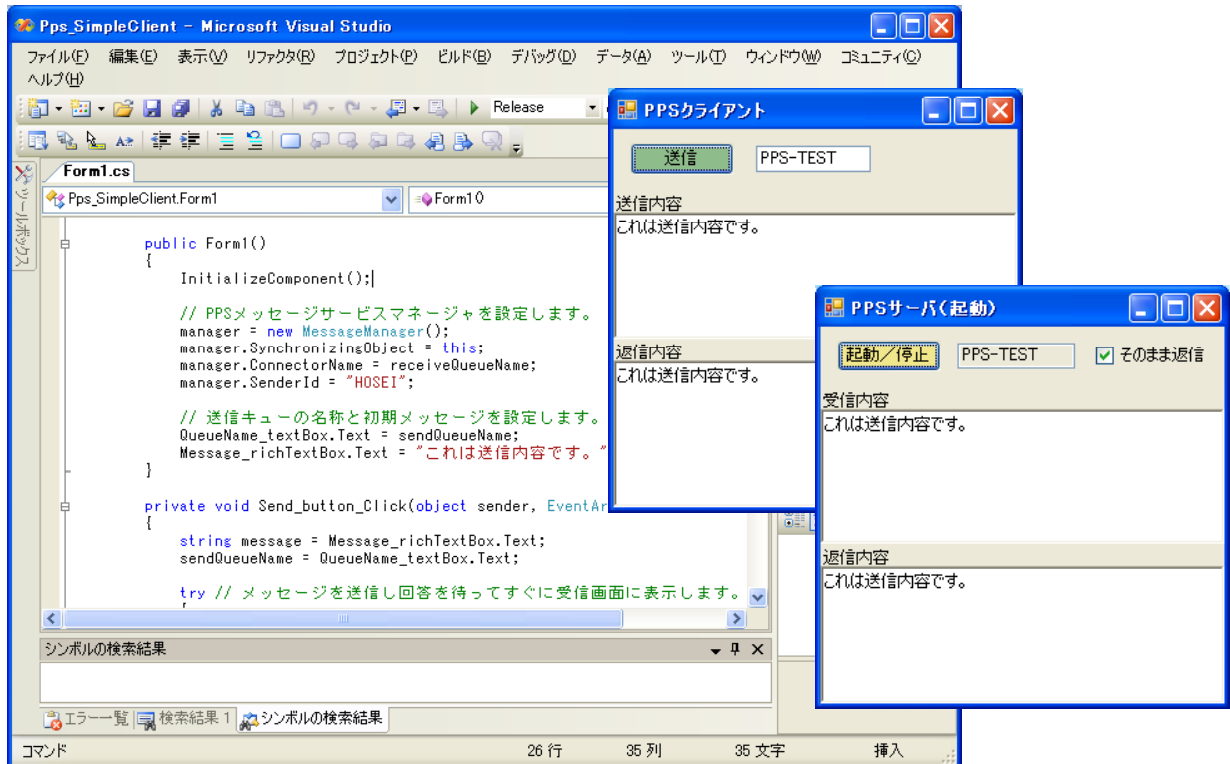 Pps_SimpleClient - Microsoft Visual Studio
ファイル(F) 編集(E) 表示(V) リファクタ(R) プロジェクト(P) ビルド(B) デバッグ(D) データ(A) ツール(T) ウィンドウ(W) コミュニティ(C)
ヘルプ(H)
Release
ツールボックス
Form1.cs
Pps_SimpleClient.Form1
Form1()
public Form1()
{
InitializeComponent();
// PPSメッセージサービスマネージャを設定します。
manager = new MessageManager();
manager.SynchronizingObject = this;
manager.ConnectorName = receiveQueueName;
manager.SenderId = "HOSEI";
// 送信キューの名称と初期メッセージを設定します。
QueueName_textBox.Text = sendQueueName;
Message_richTextBox.Text = "これは送信内容です。"
}
private void Send_button_Click(object sender, EventAr
{
string message = Message_richTextBox.Text;
sendQueueName = QueueName_textBox.Text;
try // メッセージを送信し回答を待ってすぐに受信画面に表示します。
{
シンボルの検索結果
エラー一覧 検索結果 1 シンボルの検索結果
コマンド 26 行 35 列 35 文字 挿入
PPSクライアント
送信 PPS-TEST
送信内容
これは送信内容です。
返信内容
これは送信内容です。
PPSサーバ(起動)
起動/停止 PPS-TEST そのまま返信
受信内容
これは送信内容です。
返信内容
これは送信内容です。